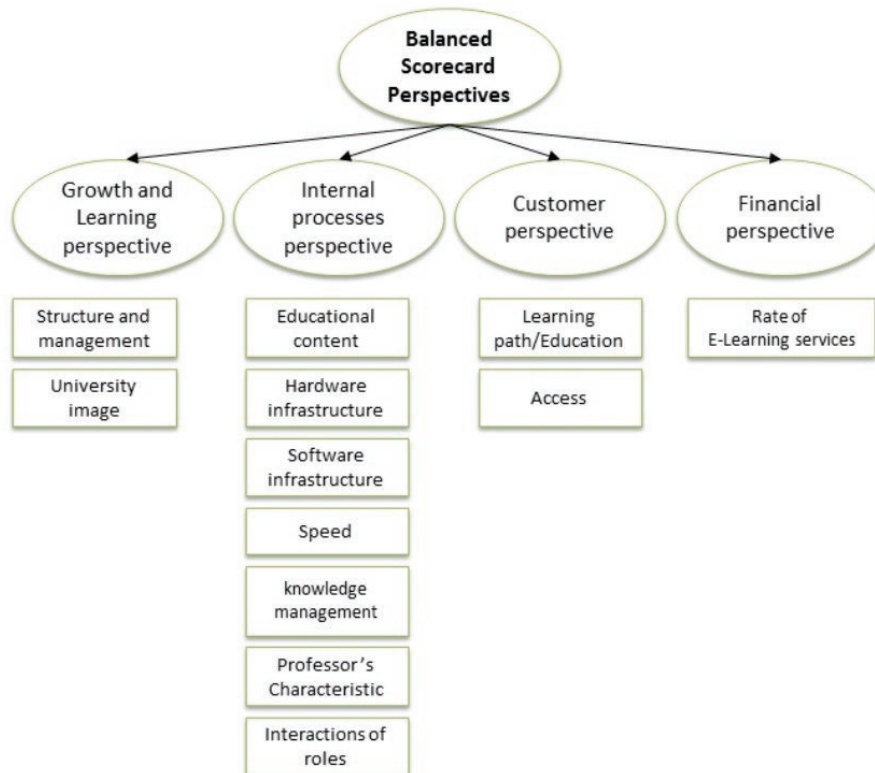 Balanced
Scorecard
Perspectives
Growth and
Learning
perspective
Internal
processes
perspective
Customer
perspective
Financial
perspective
Structure and
management
University
image
Educational
content
Hardware
infrastructure
Software
infrastructure
Speed
knowledge
management
Professor's
Characteristic
Interactions of
roles
Learning
path/Education
Access
Rate of
E-Learning services